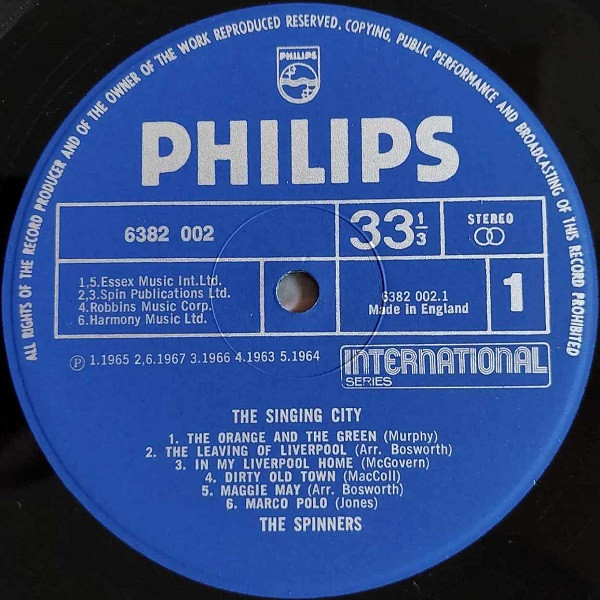 ALL RIGHTS OF THE RECORD PRODUCER AND OF THE OWNER OF THE WORK REPRODUCED RESERVED. COPYING, PUBLIC PERFORMANCE AND BROADCASTING OF THIS RECORD PROHIBITED
PHILIPS
PHILIPS
6382 002
33 1/3
STEREO
1,5.Essex Music Int.Ltd.
2,3.Spin Publications Ltd.
4.Robbins Music Corp.
6.Harmony Music Ltd.
6382 002.1
Made in England
1
Ⓟ 1.1965 2,6.1967 3.1966 4.1963 5.1964
INTERNATIONAL
SERIES
THE SINGING CITY
1. THE ORANGE AND THE GREEN (Murphy)
2. THE LEAVING OF LIVERPOOL (Arr. Bosworth)
3. IN MY LIVERPOOL HOME (McGovern)
4. DIRTY OLD TOWN (MacColl)
5. MAGGIE MAY (Arr. Bosworth)
6. MARCO POLO (Jones)
THE SPINNERS